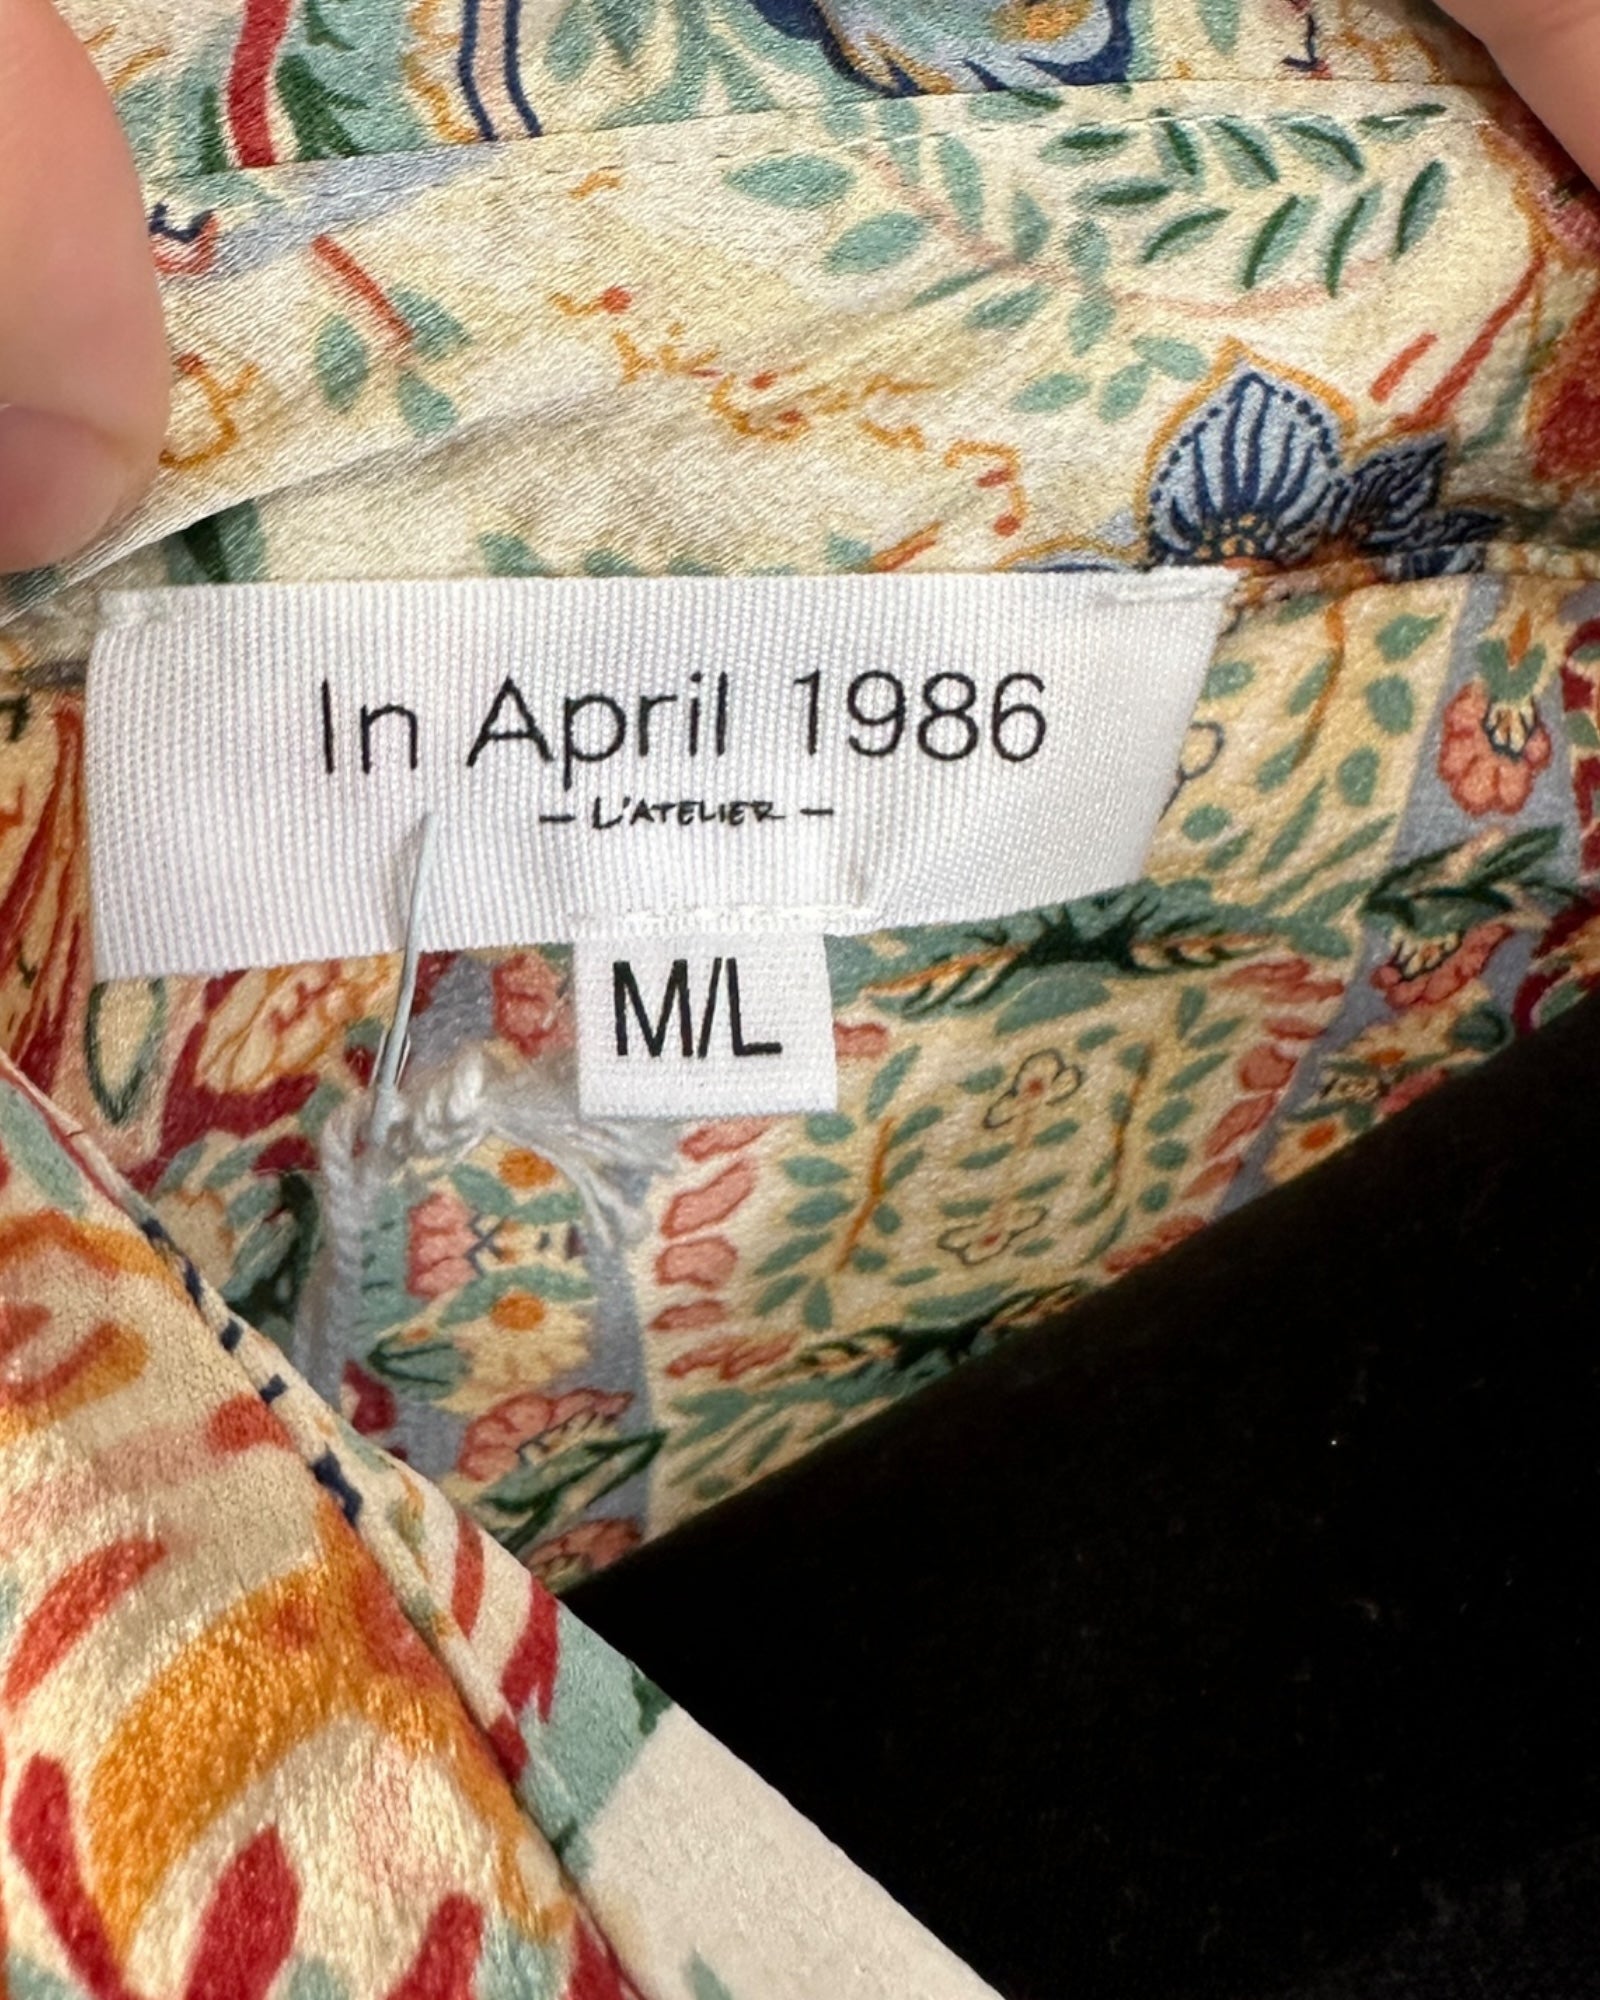 In April 1986
- L'ATELIER -
M/L